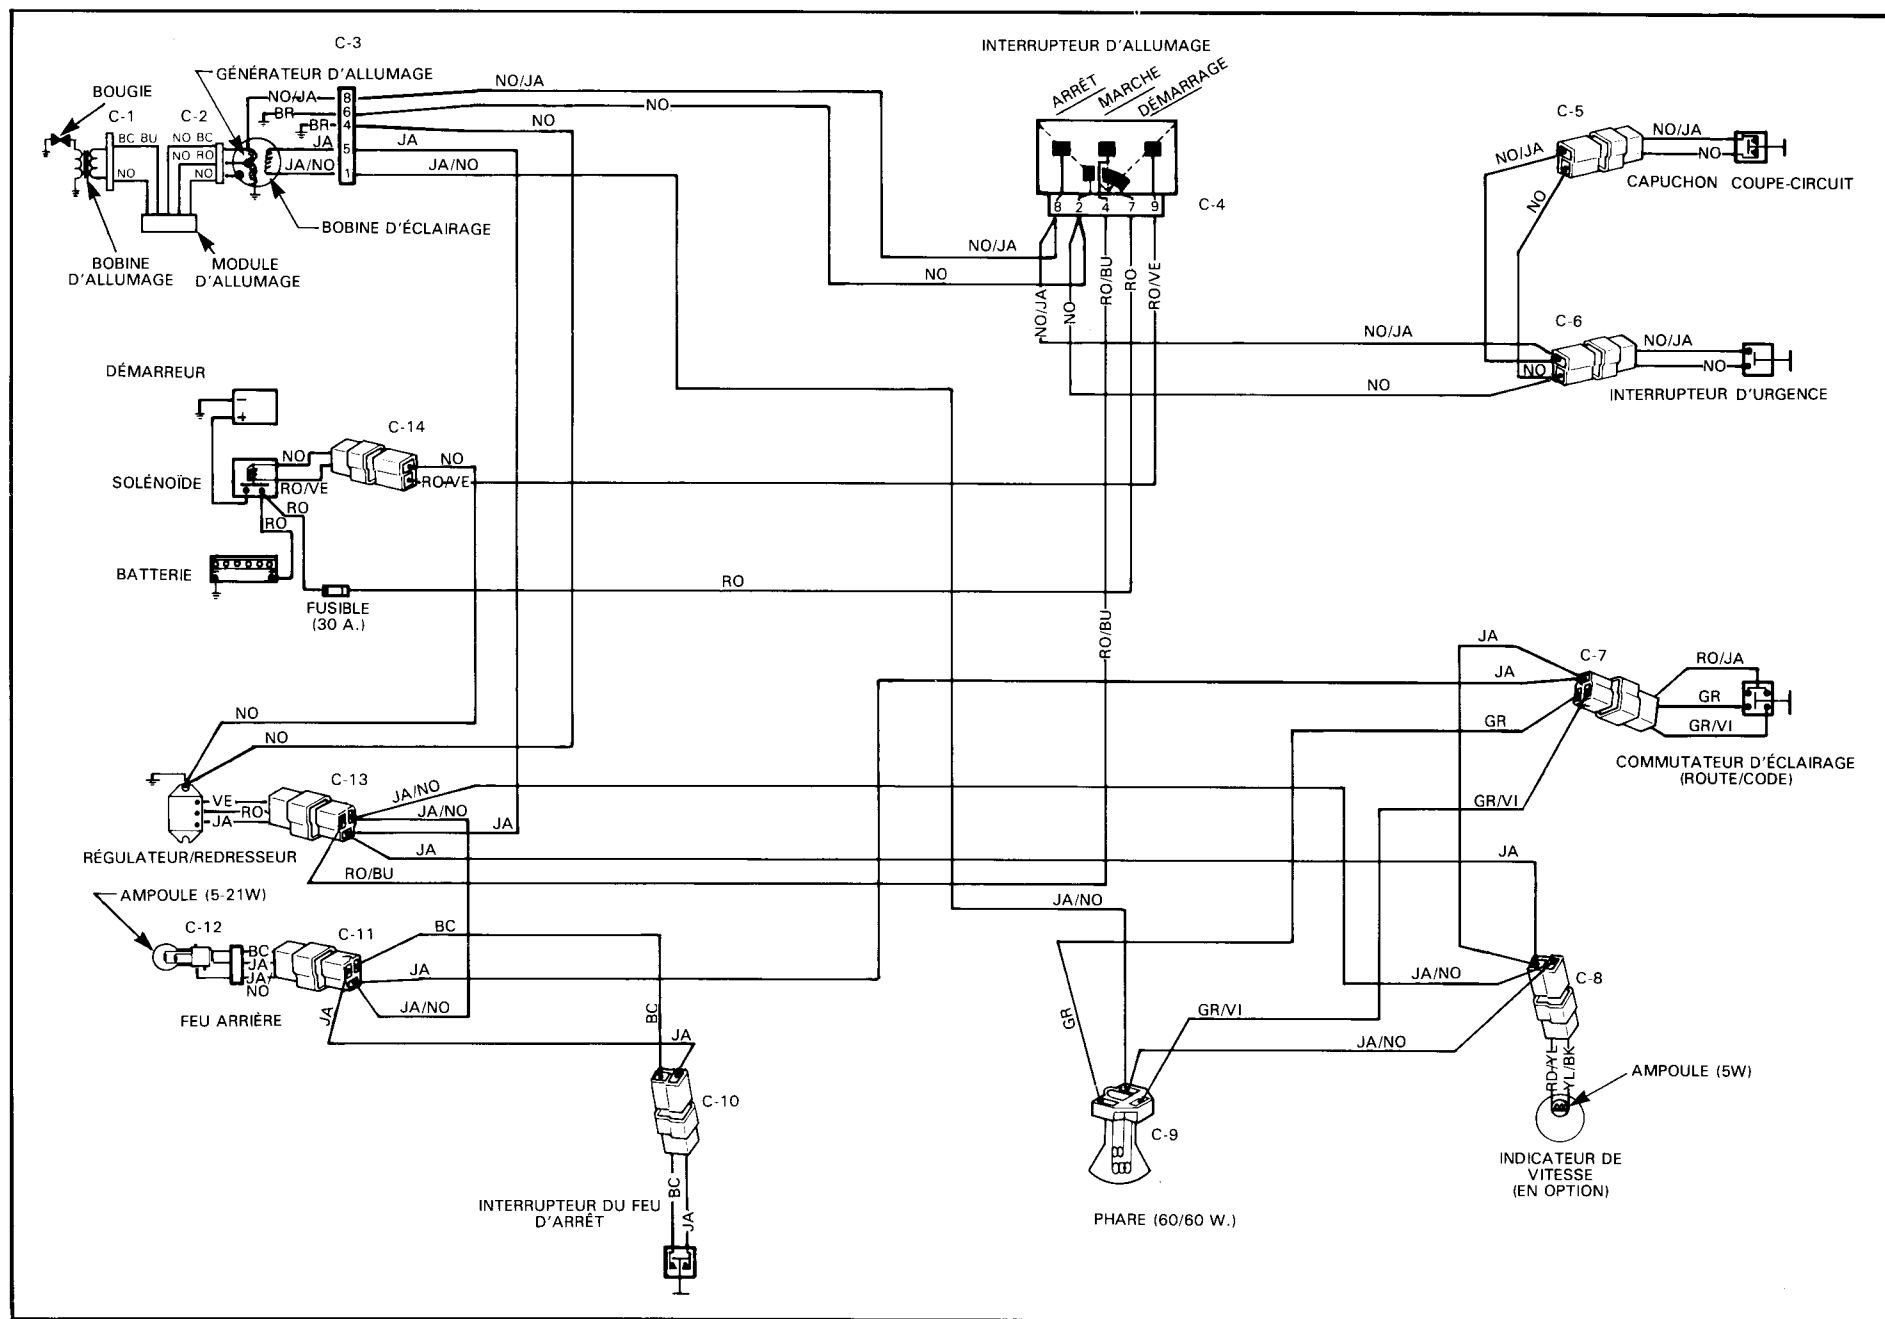 C-3
INTERRUPTEUR D'ALLUMAGE
GÉNÉRATEUR D'ALLUMAGE
ARRÊT
MARCHE
DÉMARRAGE
BOUGIE
NO/JA
NO/JA
8
C-1
C-2
BR
6
NO
C-5
BR
4
NO
NO/JA
BC BU
NO BC
JA
5
JA
NO/JA
NO
NO RO
JA/NO
1
JA/NO
NO
NO
CAPUCHON COUPE-CIRCUIT
8
2
4
7
9
C-4
NO
BOBINE D'ÉCLAIRAGE
NO/JA
BOBINE
D'ALLUMAGE
MODULE
D'ALLUMAGE
NO
NO/JA
NO
RO/BU
RO
RO/VE
C-6
NO/JA
NO/JA
NO
NO
NO
INTERRUPTEUR D'URGENCE
DÉMARREUR
−
+
C-14
NO
NO
SOLÉNOÏDE
RO/VE
RO/VE
RO
RO
BATTERIE
RO
FUSIBLE
(30 A.)
RO/BU
JA
C-7
RO/JA
JA
GR
GR
GR/VI
NO
NO
COMMUTATEUR D'ÉCLAIRAGE
(ROUTE/CODE)
C-13
JA/NO
VE
RO
JA
JA/NO
JA
GR/VI
RÉGULATEUR/REDRESSEUR
JA
JA
RO/BU
AMPOULE (5-21W)
JA/NO
C-12
C-11
BC
BC
JA
JA/
NO
JA
JA/NO
C-8
FEU ARRIÈRE
JA
JA/NO
BC
JA
GR
GR/VI
JA/NO
RD/YL
YL/BK
AMPOULE (5W)
C-10
C-9
INDICATEUR DE
VITESSE
(EN OPTION)
INTERRUPTEUR DU FEU
D'ARRÊT
BC
JA
PHARE (60/60 W.)